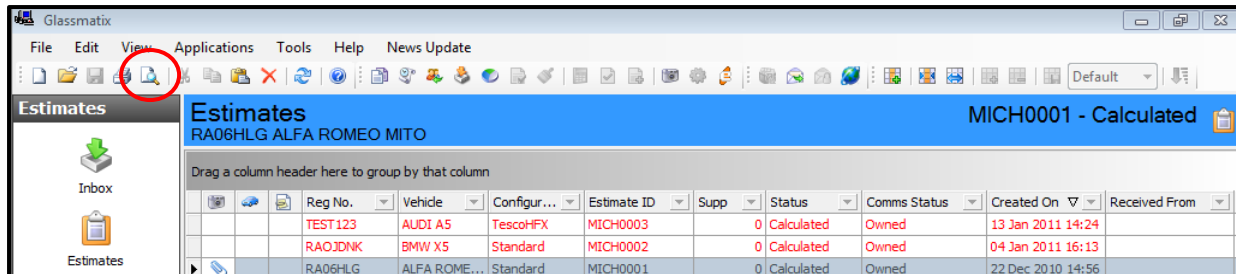 Glassmatix
File Edit View Applications Tools Help News Update
Default
Estimates
Estimates
RA06HLG ALFA ROMEO MITO
MICH0001 - Calculated
Inbox
Estimates
Drag a column header here to group by that column
Reg No. Vehicle Configur... Estimate ID Supp Status Comms Status Created On Received From
TEST123 AUDI A5 TescoHFX MICH0003 0 Calculated Owned 13 Jan 2011 14:24
RAOJDNK BMW X5 Standard MICH0002 0 Calculated Owned 04 Jan 2011 16:13
RA06HLG ALFA ROME... Standard MICH0001 0 Calculated Owned 22 Dec 2010 14:56